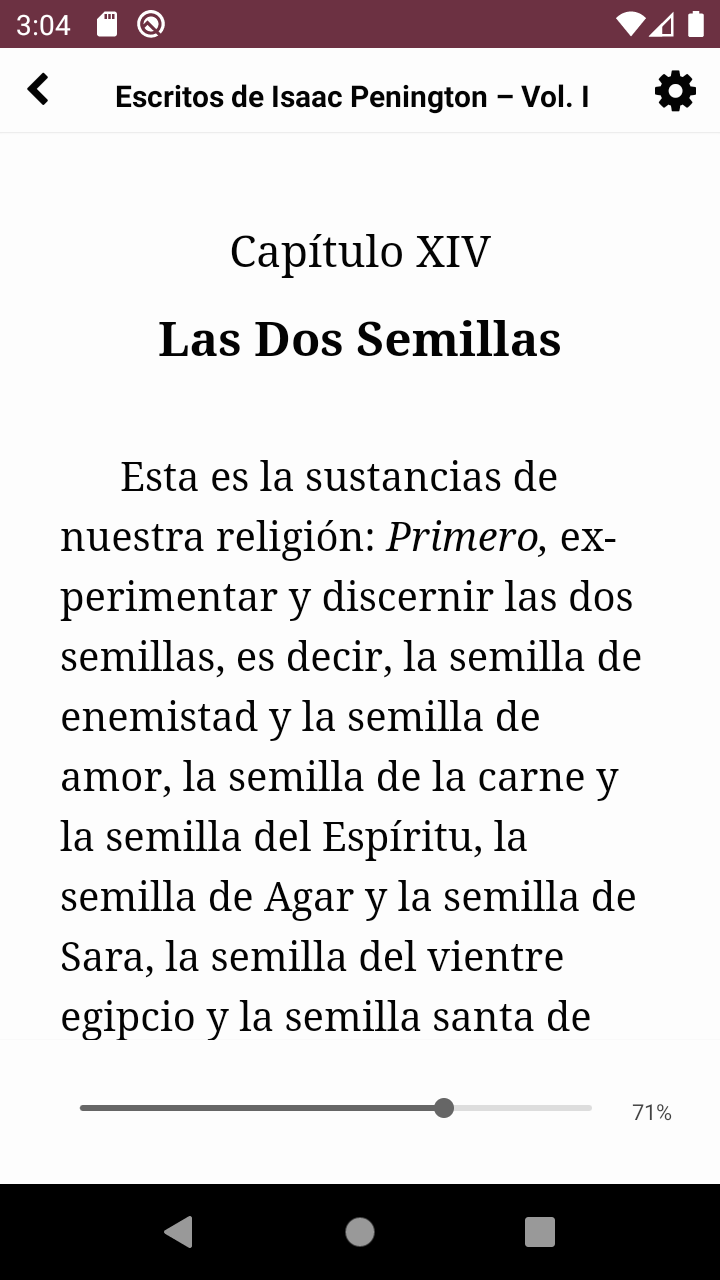 3:04
Escritos de Isaac Penington – Vol. I
Capítulo XIV
Las Dos Semillas
Esta es la sustancias de
nuestra religión: Primero, ex-
perimentar y discernir las dos
semillas, es decir, la semilla de
enemistad y la semilla de
amor, la semilla de la carne y
la semilla del Espíritu, la
semilla de Agar y la semilla de
Sara, la semilla del vientre
egipcio y la semilla santa de
71%